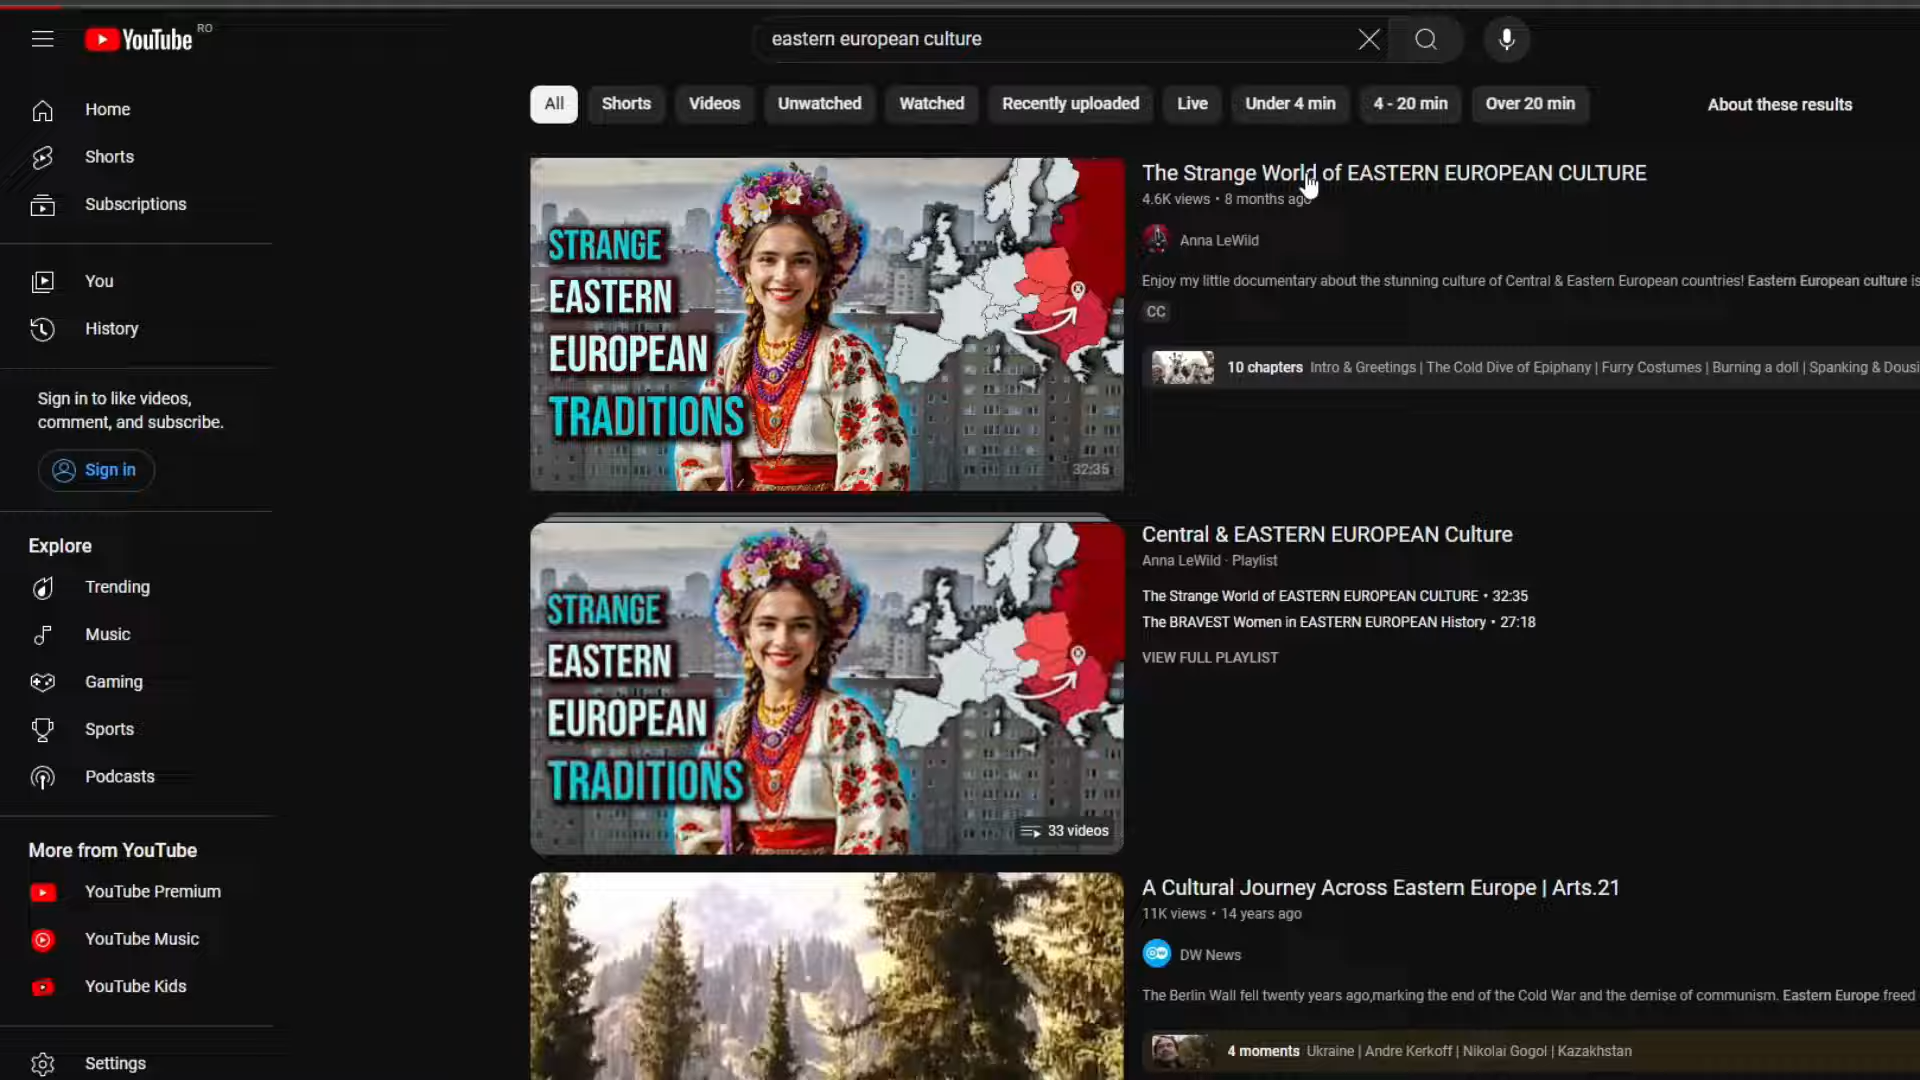 YouTube RO
eastern european culture
Home
Shorts
Subscriptions
You
History
Sign in to like videos,
comment, and subscribe.
Sign in
Explore
Trending
Music
Gaming
Sports
Podcasts
More from YouTube
YouTube Premium
YouTube Music
YouTube Kids
Settings
All
Shorts
Videos
Unwatched
Watched
Recently uploaded
Live
Under 4 min
4 - 20 min
Over 20 min
About these results
STRANGE
EASTERN
EUROPEAN
TRADITIONS
32:35
The Strange World of EASTERN EUROPEAN CULTURE
4.6K views • 8 months ago
Anna LeWild
Enjoy my little documentary about the stunning culture of Central & Eastern European countries! Eastern European culture is
CC
10 chapters Intro & Greetings | The Cold Dive of Epiphany | Furry Costumes | Burning a doll | Spanking & Dousi
STRANGE
EASTERN
EUROPEAN
TRADITIONS
33 videos
Central & EASTERN EUROPEAN Culture
Anna LeWild · Playlist
The Strange World of EASTERN EUROPEAN CULTURE • 32:35
The BRAVEST Women in EASTERN EUROPEAN History • 27:18
VIEW FULL PLAYLIST
A Cultural Journey Across Eastern Europe | Arts.21
11K views • 14 years ago
DW News
The Berlin Wall fell twenty years ago,marking the end of the Cold War and the demise of communism. Eastern Europe freed
4 moments Ukraine | Andre Kerkoff | Nikolai Gogol | Kazakhstan